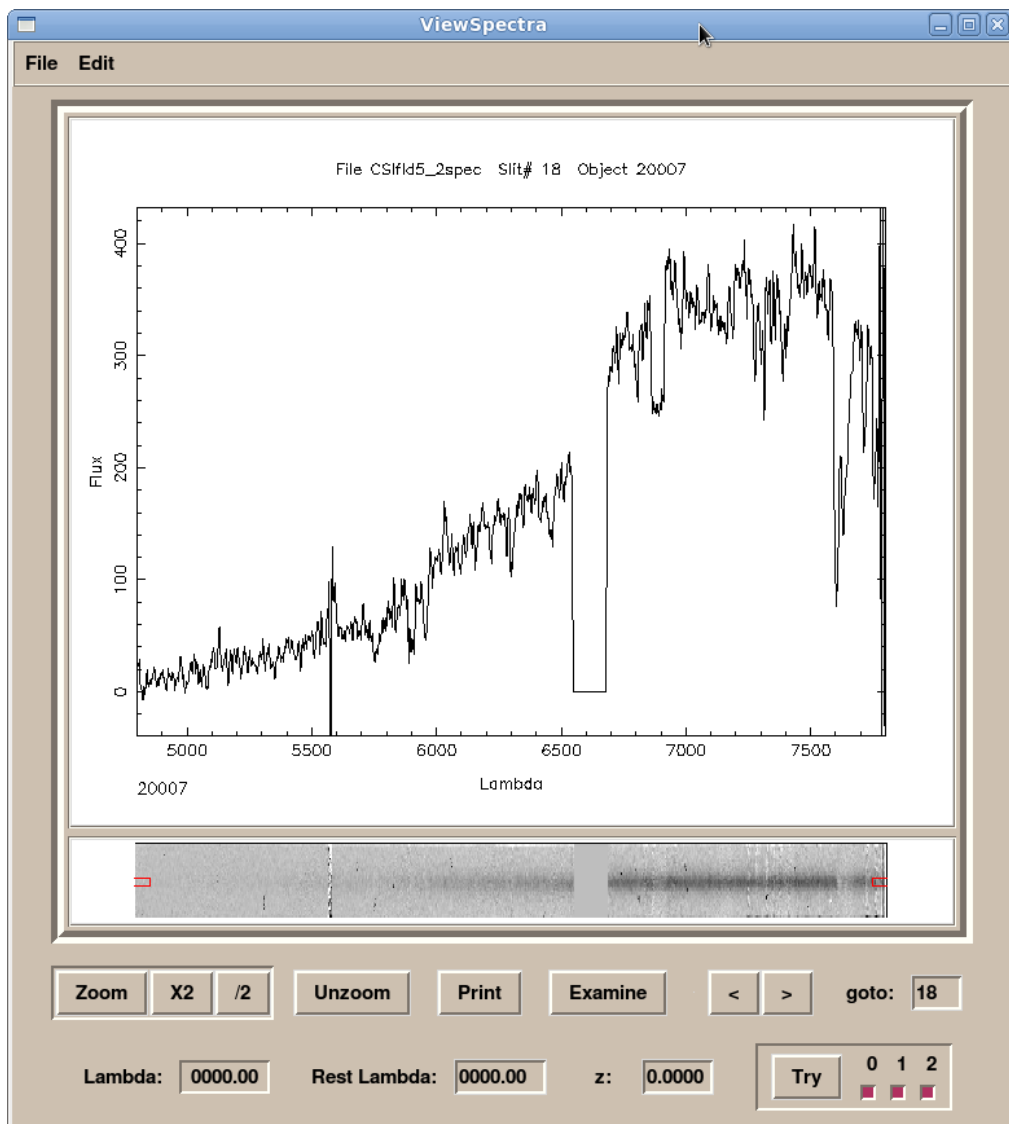 ViewSpectra
File Edit
File CSIfld5_2spec Slit# 18 Object 20007
Flux
400
300
200
100
0
5000 5500 6000 6500 7000 7500
Lambda
20007
Zoom X2 /2 Unzoom Print Examine < > goto: 18
Lambda: 0000.00 Rest Lambda: 0000.00 z: 0.0000 Try 0 1 2